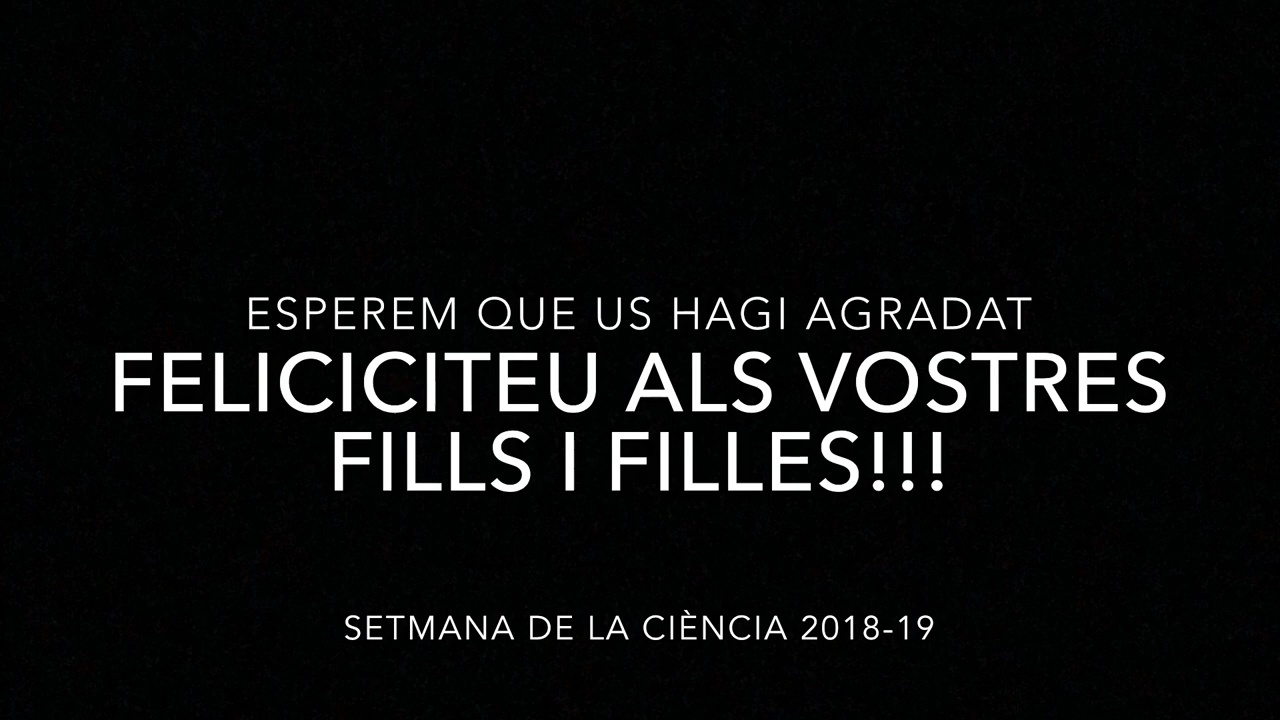 ESPEREM QUE US HAGI AGRADAT
FELICICITEU ALS VOSTRES
FILLS I FILLES!!!
SETMANA DE LA CIÈNCIA 2018-19